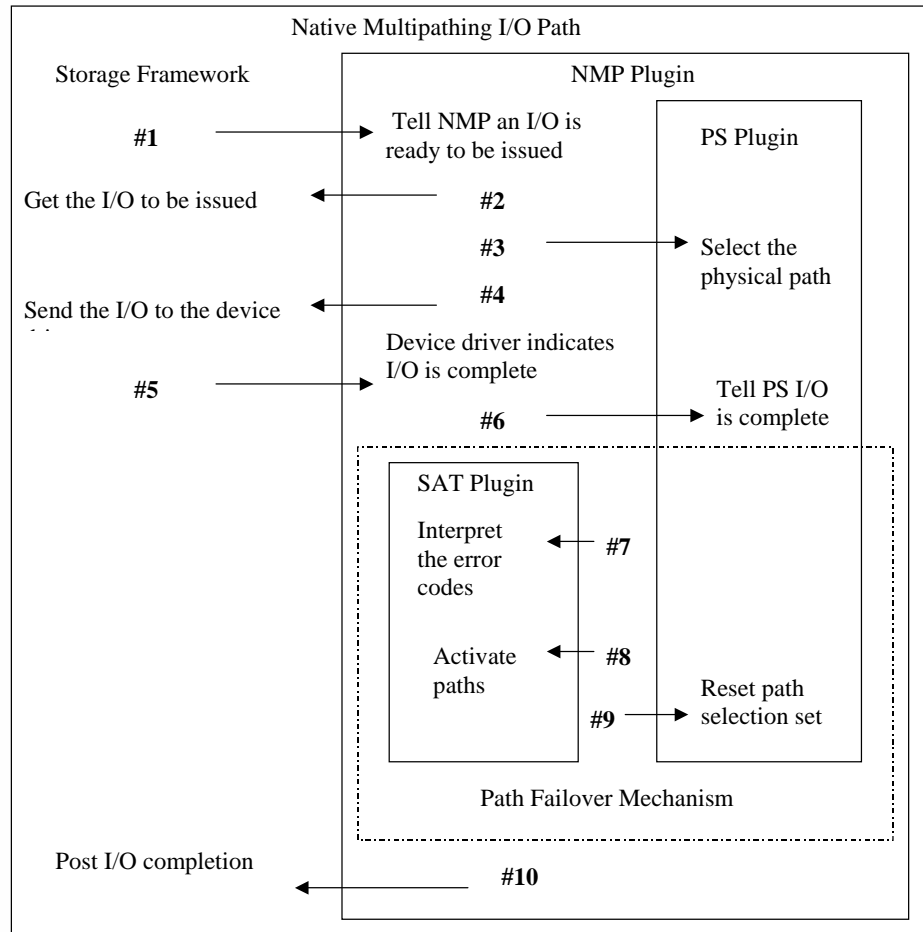 Native Multipathing I/O Path
Storage Framework
NMP Plugin
#1
Tell NMP an I/O is
ready to be issued
PS Plugin
Get the I/O to be issued
#2
#3
Select the
physical path
#4
Send the I/O to the device
Device driver indicates
I/O is complete
#5
Tell PS I/O
is complete
#6
SAT Plugin
Interpret
the error
codes
#7
Activate
paths
#8
Reset path
selection set
#9
Path Failover Mechanism
Post I/O completion
#10